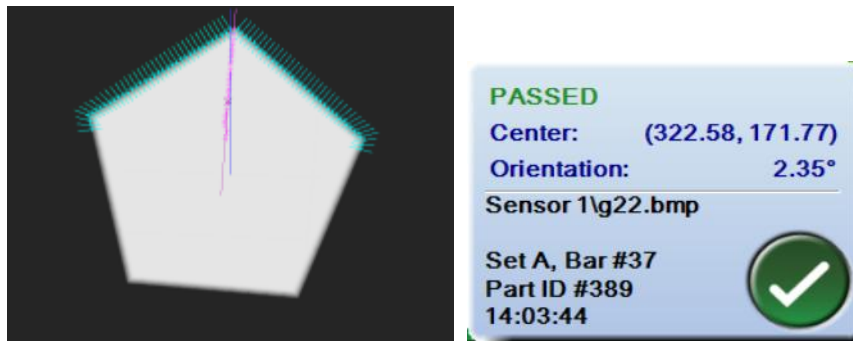 PASSED
Center: (322.58, 171.77)
Orientation: 2.35°
Sensor 1\g22.bmp
Set A, Bar #37
Part ID #389
14:03:44